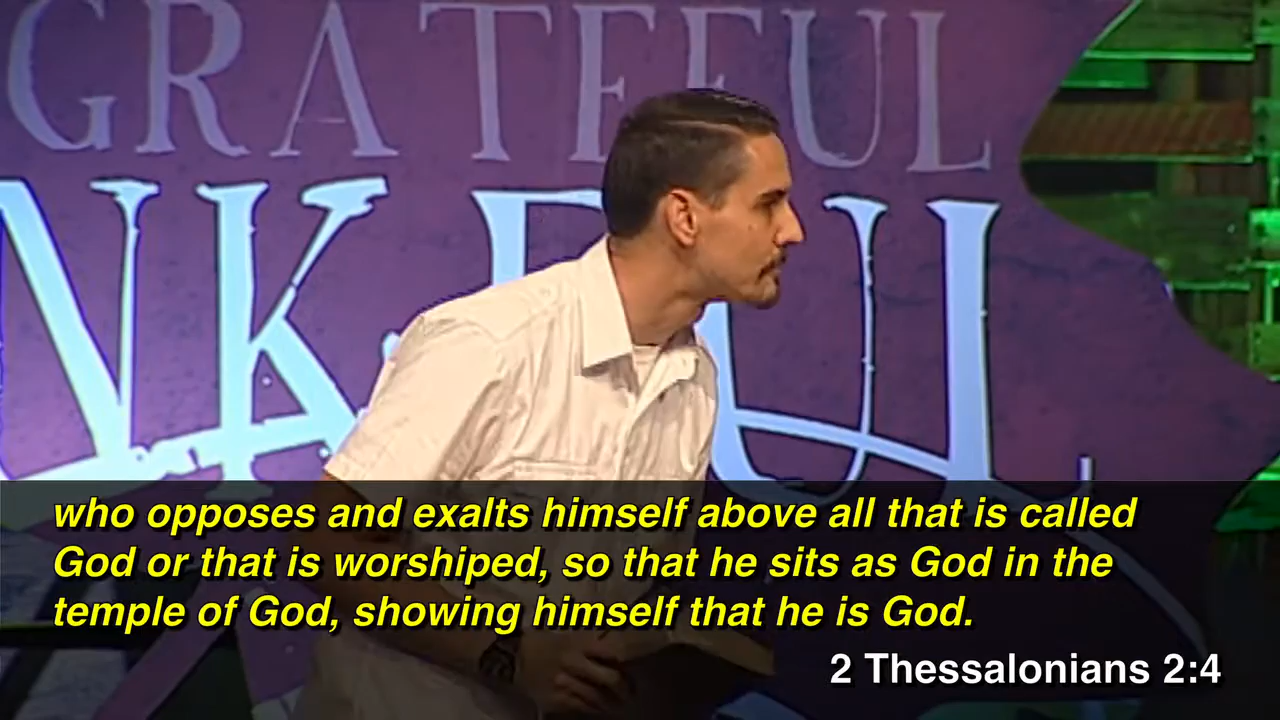 GRATEFUL
NKFUL
who opposes and exalts himself above all that is called
God or that is worshiped, so that he sits as God in the
temple of God, showing himself that he is God.
2 Thessalonians 2:4